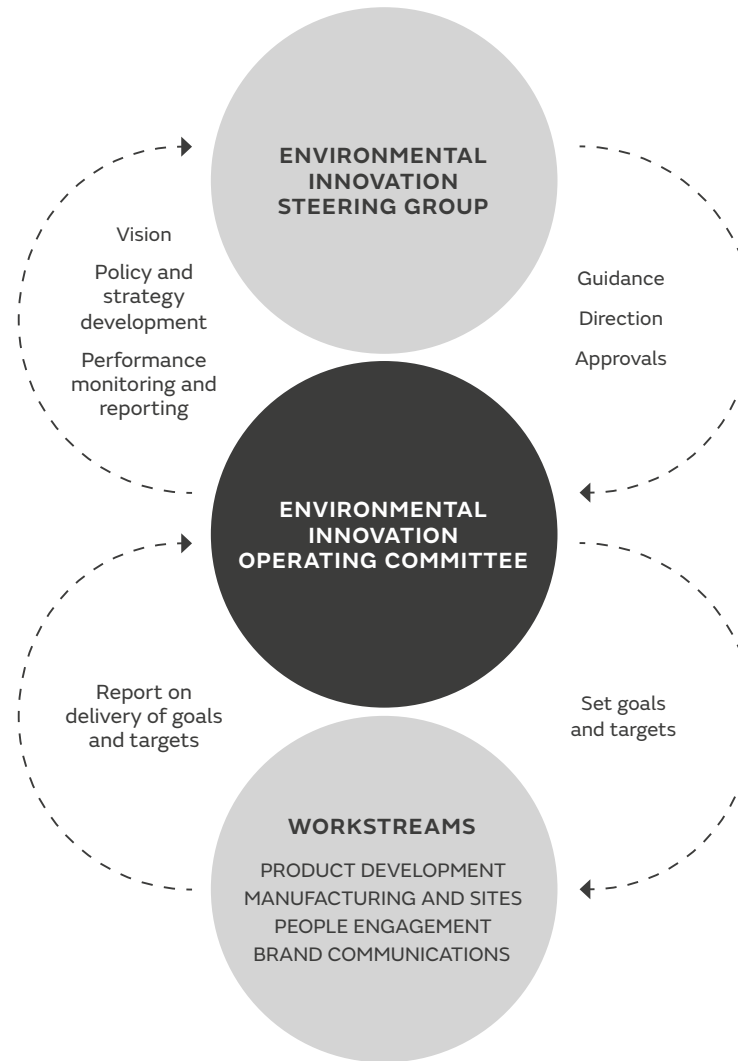 ENVIRONMENTAL
INNOVATION
STEERING GROUP
Vision
Policy and
strategy
development
Performance
monitoring and
reporting
Guidance
Direction
Approvals
ENVIRONMENTAL
INNOVATION
OPERATING COMMITTEE
Report on
delivery of goals
and targets
Set goals
and targets
WORKSTREAMS
PRODUCT DEVELOPMENT
MANUFACTURING AND SITES
PEOPLE ENGAGEMENT
BRAND COMMUNICATIONS